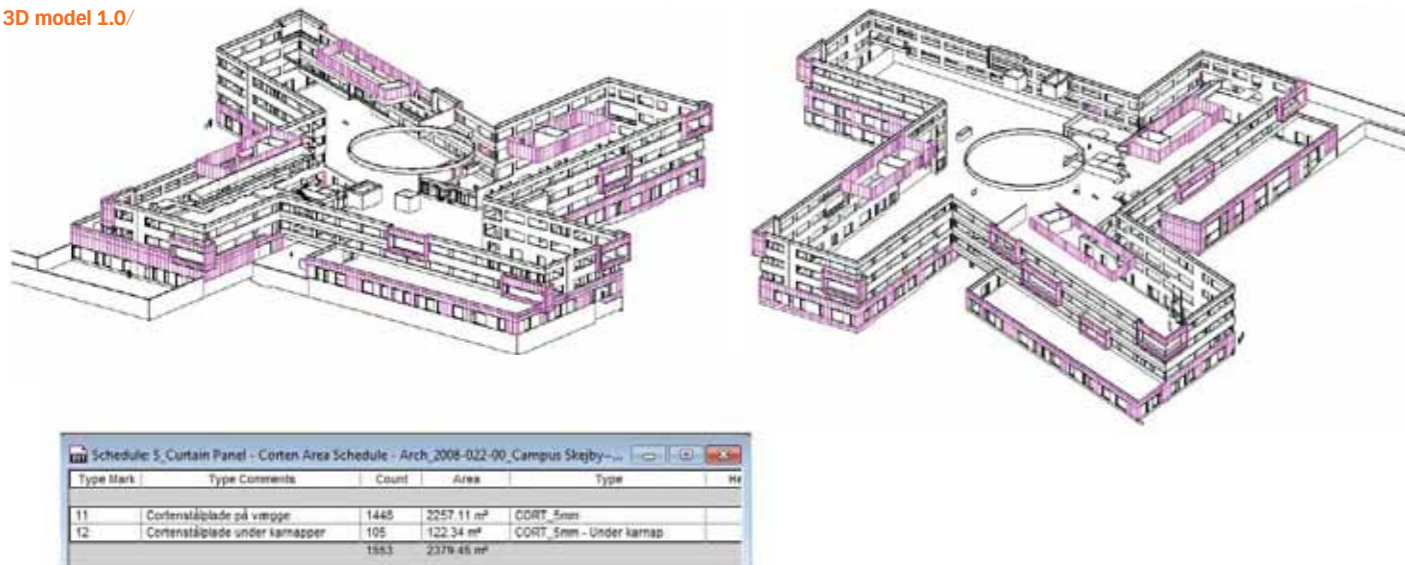 3D model 1.0/
Schedule: S_Curtain Panel - Corten Area Schedule - Arch_2008-022-00_Campus Skejby--...
Type Mark Type Comments Count Area Type
11 Cortenstålplade på vægge 1448 2257.11 m² CORT_5mm
12 Cortenstålplade under karnapper 105 122.34 m² CORT_5mm - Under karnap
1553 2379.45 m²